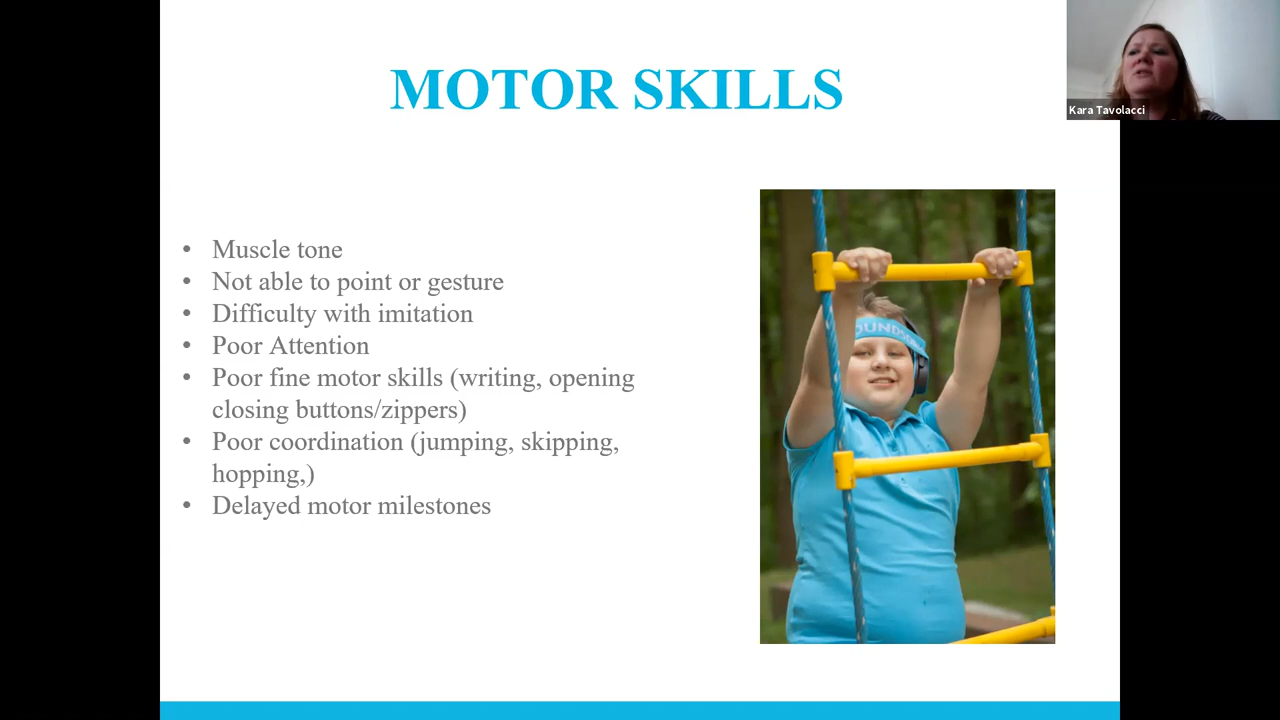 MOTOR SKILLS
Kara Tavolacci
• Muscle tone
• Not able to point or gesture
• Difficulty with imitation
• Poor Attention
• Poor fine motor skills (writing, opening
closing buttons/zippers)
• Poor coordination (jumping, skipping,
hopping,)
• Delayed motor milestones